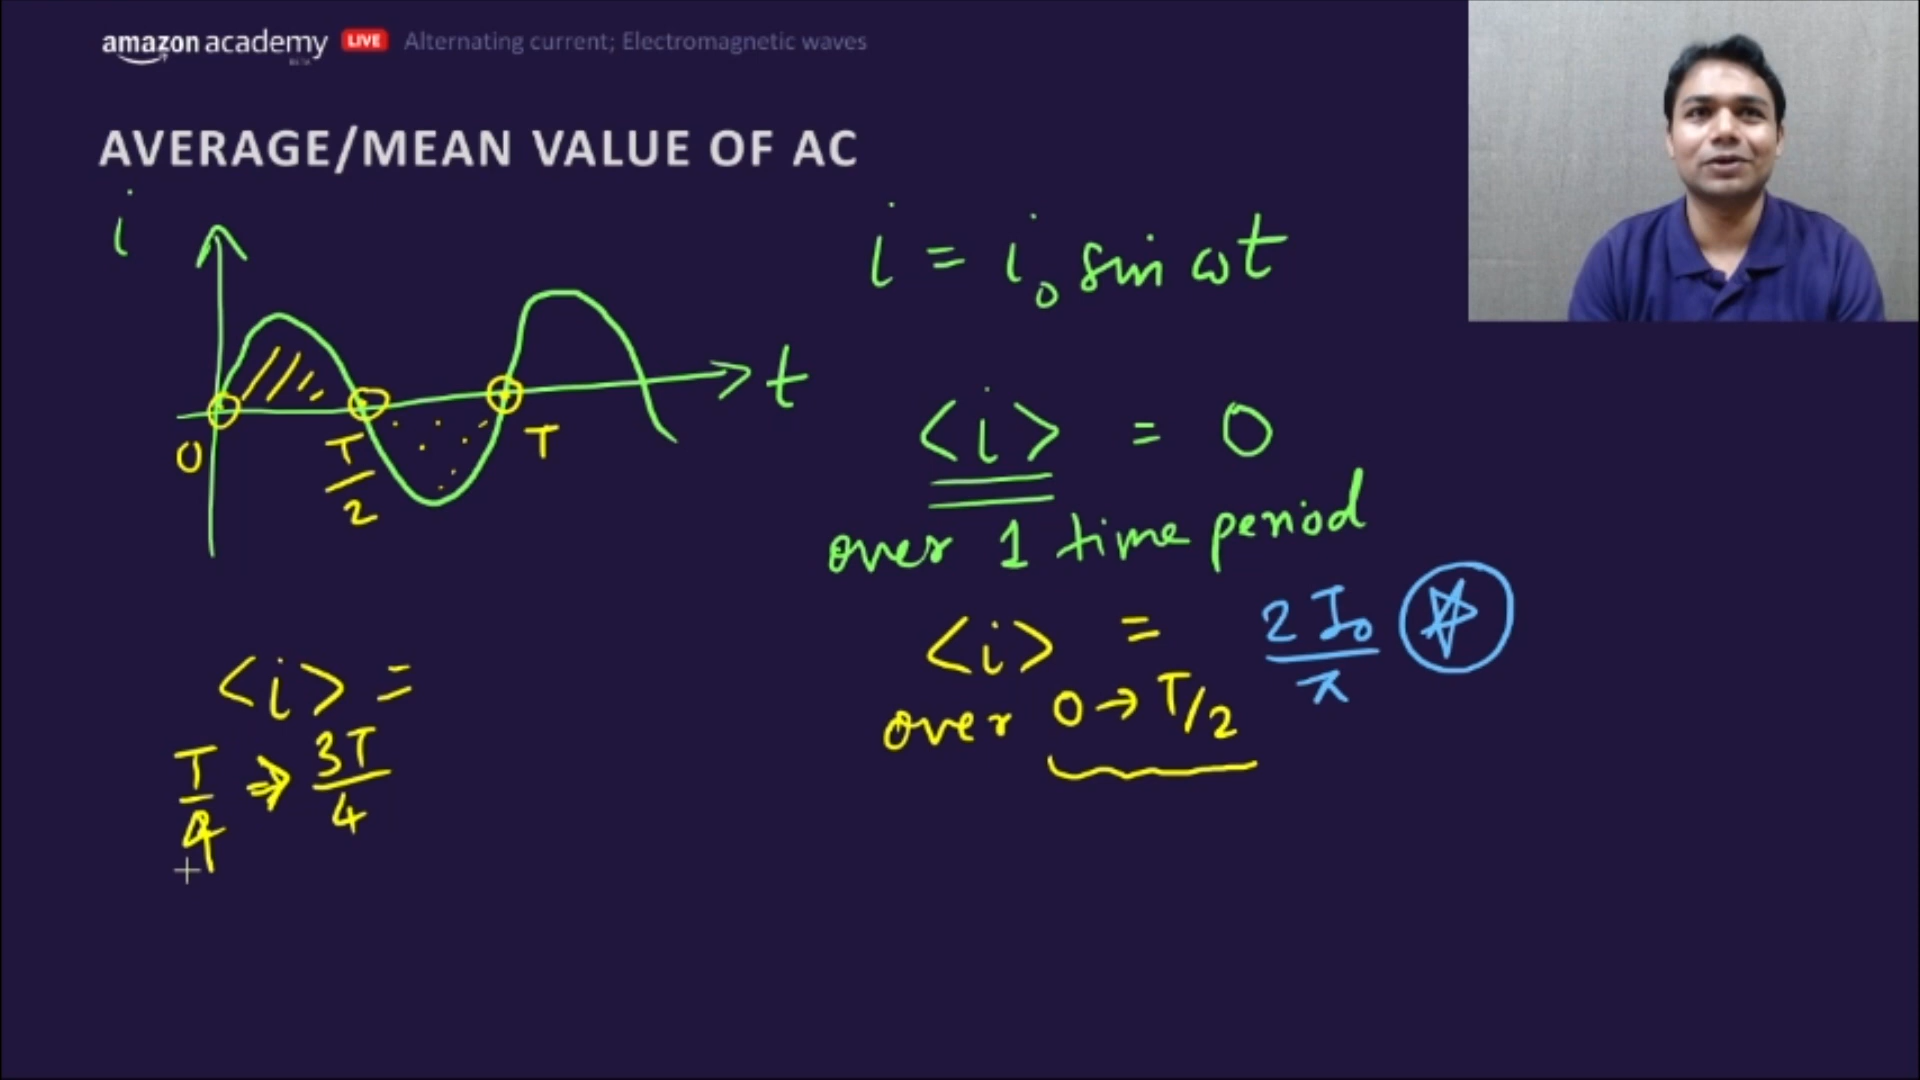 amazon academy LIVE Alternating current; Electromagnetic waves
BETA
AVERAGE/MEAN VALUE OF AC
i
i = i₀ sin ωt
t
<i> = 0
0 T/2 T
over 1 time period
<i> = 2I₀/π
over 0→T/2
<i> =
T/4 ⇒ 3T/4